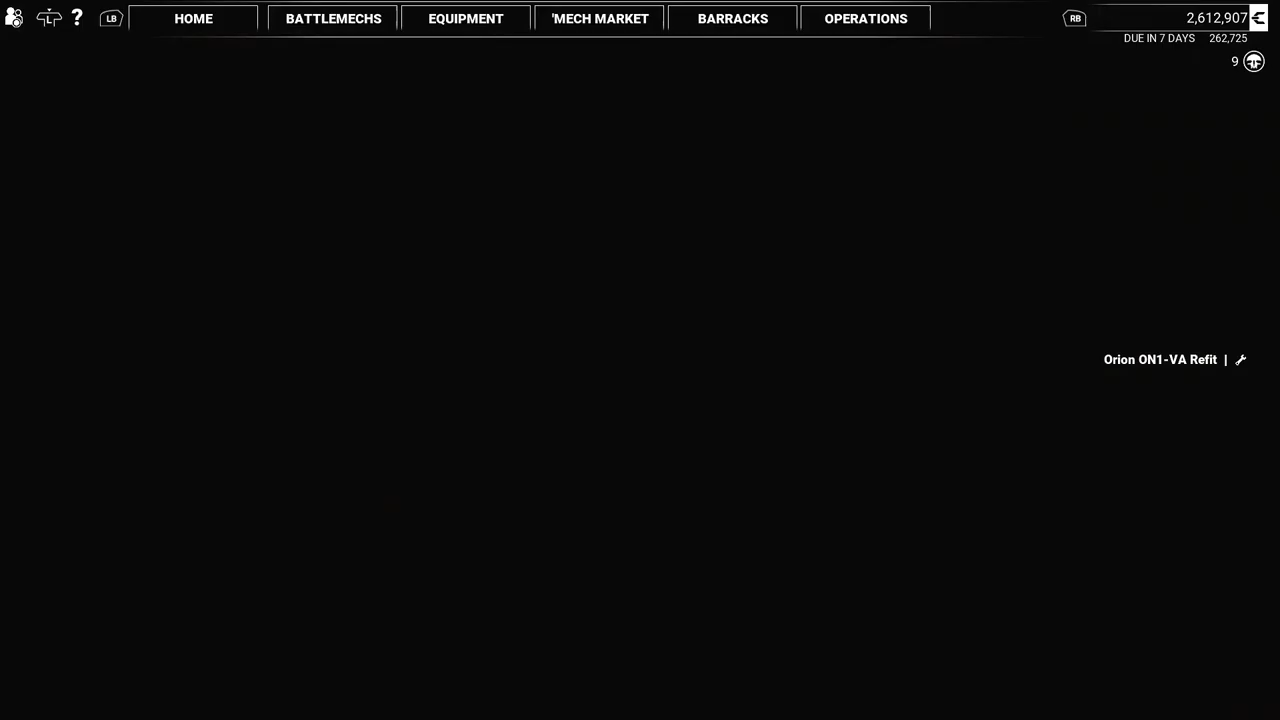 ? LB HOME BATTLEMECHS EQUIPMENT 'MECH MARKET BARRACKS OPERATIONS RB 2,612,907
DUE IN 7 DAYS 262,725
9
Orion ON1-VA Refit |